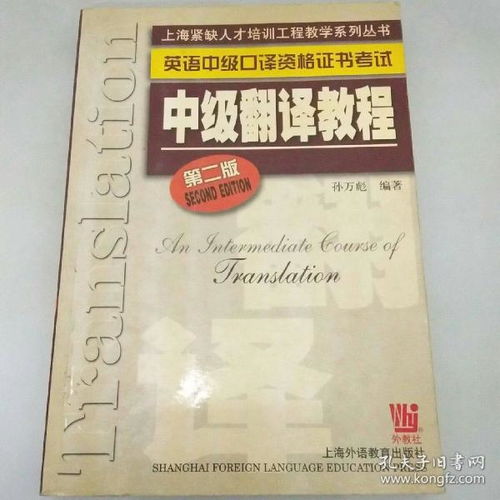 上海紧缺人才培训工程教学系列丛书
英语中级口译资格证书考试
中级翻译教程
第二版
SECOND EDITION
孙万彪 编著
An Intermediate Course of
Translation
Translation
翻
译
外教社
上海外语教育出版社
SHANGHAI FOREIGN LANGUAGE EDUCATION PRESS
孔夫子旧书网
www.kongfz.com